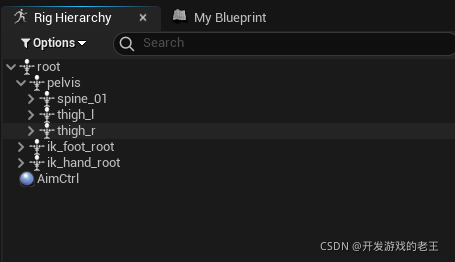 Rig Hierarchy × My Blueprint
Options Search
root
pelvis
spine_01
thigh_l
thigh_r
ik_foot_root
ik_hand_root
AimCtrl
CSDN @开发游戏的老王